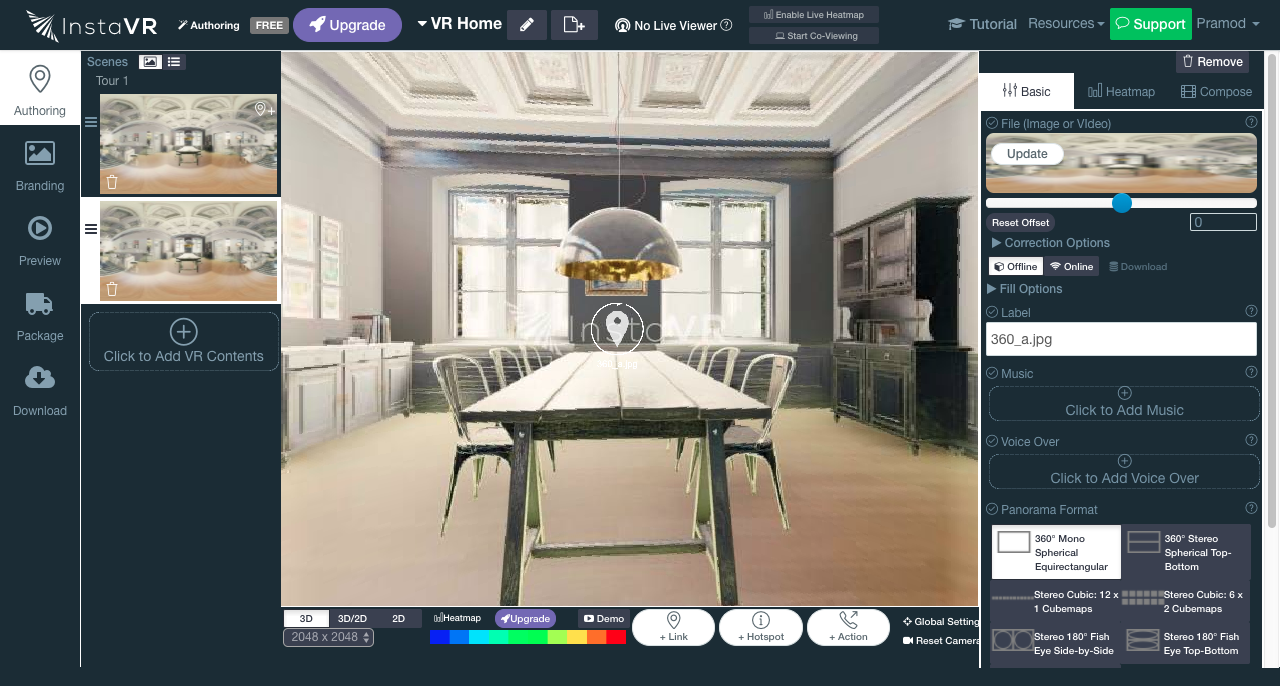 InstaVR
Authoring
FREE
Upgrade
VR Home
No Live Viewer
Enable Live Heatmap
Start Co-Viewing
Tutorial
Resources
Support
Pramod
Authoring
Branding
Preview
Package
Download
Scenes
Tour 1
Click to Add VR Contents
InstaVR
3D
3D/2D
2D
2048 x 2048
Heatmap
Upgrade
Demo
+ Link
+ Hotspot
+ Action
Global Setting
Reset Camera
Remove
Basic
Heatmap
Compose
File (Image or VIdeo)
Update
Reset Offset
0
Correction Options
Offline
Online
Download
Fill Options
Label
360_a.jpg
Music
Click to Add Music
Voice Over
Click to Add Voice Over
Panorama Format
360° Mono
Spherical
Equirectangular
360° Stereo
Spherical Top-
Bottom
Stereo Cubic: 12 x
1 Cubemaps
Stereo Cubic: 6 x
2 Cubemaps
Stereo 180° Fish
Eye Side-by-Side
Stereo 180° Fish
Eye Top-Bottom